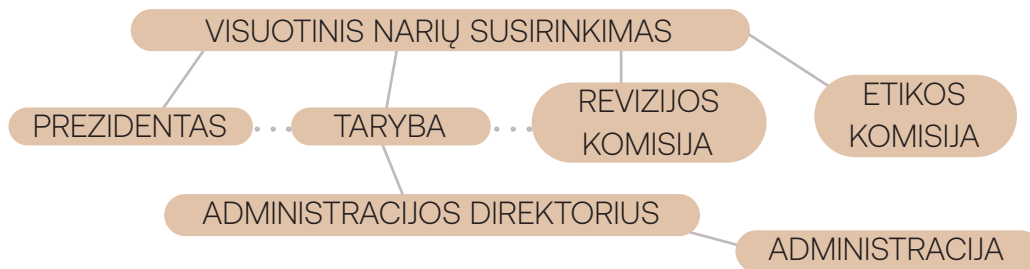 VISUOTINIS NARIŲ SUSIRINKIMAS
PREZIDENTAS
TARYBA
REVIZIJOS
KOMISIJA
ETIKOS
KOMISIJA
ADMINISTRACIJOS DIREKTORIUS
ADMINISTRACIJA